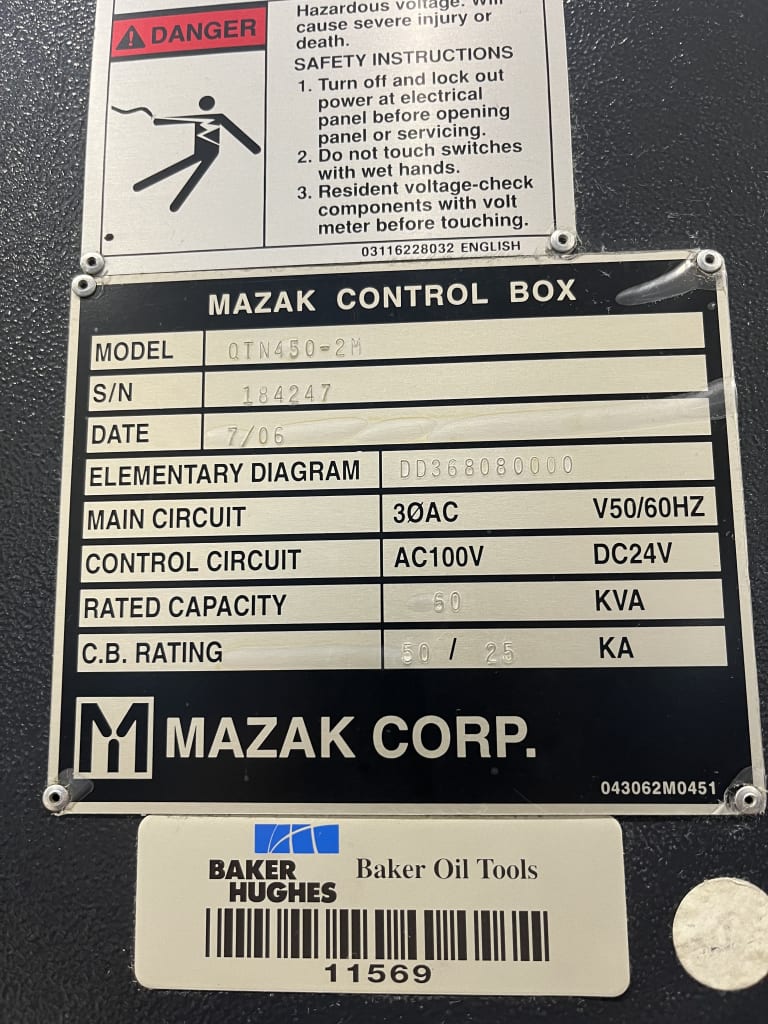 DANGER
Hazardous voltage. Will
cause severe injury or
death.
SAFETY INSTRUCTIONS
1. Turn off and lock out
power at electrical
panel before opening
panel or servicing.
2. Do not touch switches
with wet hands.
3. Resident voltage-check
components with volt
meter before touching.
03116228032 ENGLISH
MAZAK CONTROL BOX
MODEL QTN450-2M
S/N 184247
DATE 7/06
ELEMENTARY DIAGRAM DD368080000
MAIN CIRCUIT 3ØAC V50/60HZ
CONTROL CIRCUIT AC100V DC24V
RATED CAPACITY 60 KVA
C.B. RATING 50 / 25 KA
MAZAK CORP.
043062M0451
BAKER
HUGHES
Baker Oil Tools
11569